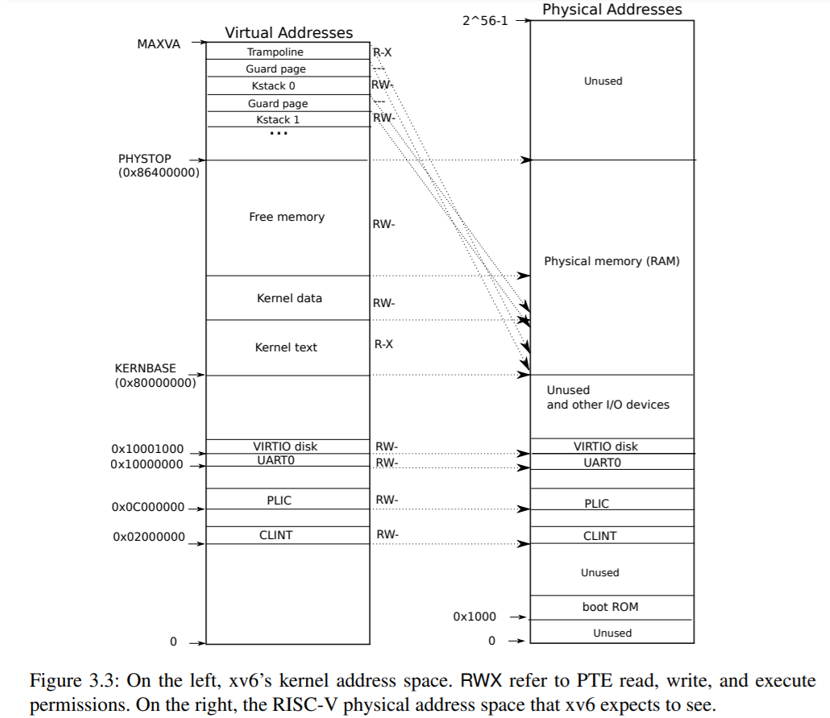 Virtual Addresses
MAXVA
Trampoline
R-X
Guard page
---
Kstack 0
RW-
Guard page
---
Kstack 1
RW-
...
PHYSTOP
(0x86400000)
Free memory
RW-
Kernel data
RW-
Kernel text
R-X
KERNBASE
(0x80000000)
0x10001000
VIRTIO disk
RW-
0x10000000
UART0
RW-
0x0C000000
PLIC
RW-
0x02000000
CLINT
RW-
0
Physical Addresses
2^56-1
Unused
Physical memory (RAM)
Unused
and other I/O devices
VIRTIO disk
UART0
PLIC
CLINT
Unused
boot ROM
0x1000
Unused
0
Figure 3.3: On the left, xv6’s kernel address space. RWX refer to PTE read, write, and execute
permissions. On the right, the RISC-V physical address space that xv6 expects to see.